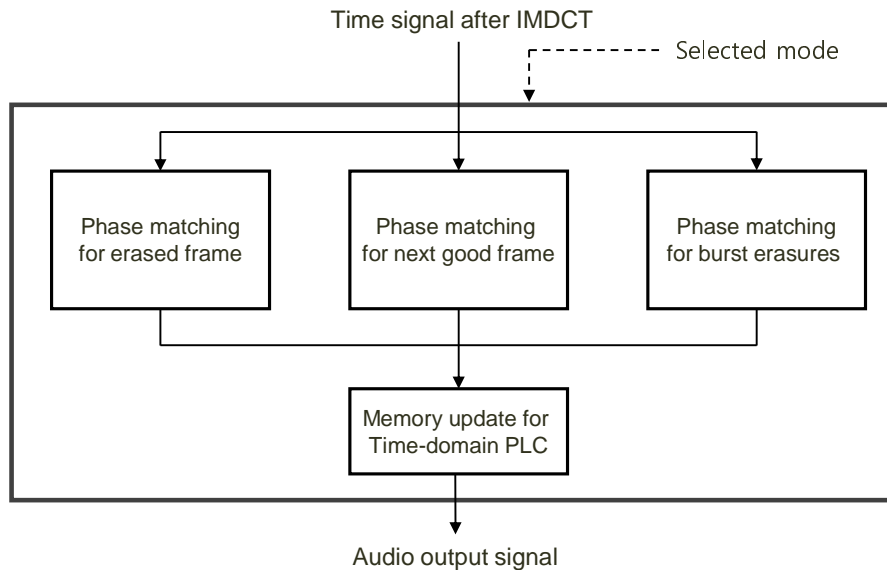 Time signal after IMDCT
Selected mode
Phase matching
for erased frame
Phase matching
for next good frame
Phase matching
for burst erasures
Memory update for
Time-domain PLC
Audio output signal